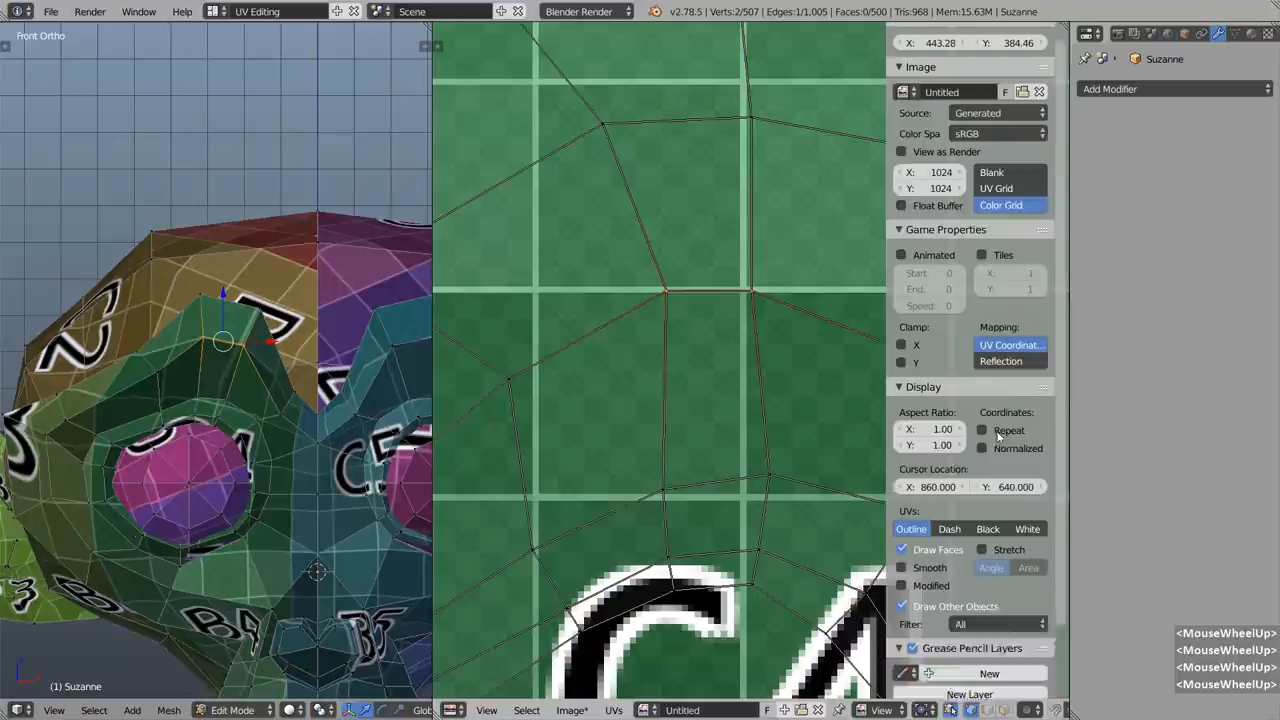 File Render Window Help UV Editing Scene Blender Render v2.78.5 | Verts:2/507 | Edges:1/1,005 | Faces:0/500 | Tris:968 | Mem:15.63M | Suzanne
Front Ortho
X: 443.28 Y: 384.46
Image
Untitled F
Source: Generated
Color Spa sRGB
View as Render
X: 1024 Blank
Y: 1024 UV Grid
Float Buffer Color Grid
Game Properties
Animated Tiles
Start: 0 X: 1
End: 0 Y: 1
Speed: 0
Clamp: Mapping:
X UV Coordinat...
Y Reflection
Display
Aspect Ratio: Coordinates:
X: 1.00 Repeat
Y: 1.00 Normalized
Cursor Location:
X: 860.000 Y: 640.000
UVs:
Outline Dash Black White
Draw Faces Stretch
Smooth Angle Area
Modified
Draw Other Objects
Filter: All
Grease Pencil Layers
New
New Layer
Suzanne
Add Modifier
<MouseWheelUp>
<MouseWheelUp>
<MouseWheelUp>
<MouseWheelUp>
B B4 B5
3
(1) Suzanne
View Select Add Mesh Edit Mode Glob View Select Image* UVs Untitled F View